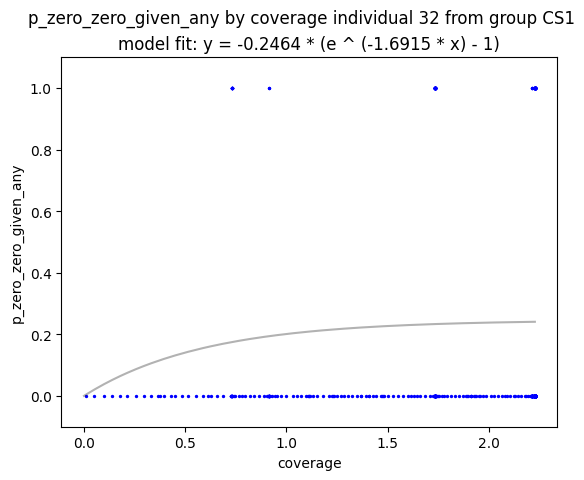 p_zero_zero_given_any by coverage individual 32 from group CS1
model fit: y = -0.2464 * (e ^ (-1.6915 * x) - 1)
1.0
0.8
0.6
0.4
0.2
0.0
p_zero_zero_given_any
0.0 0.5 1.0 1.5 2.0
coverage